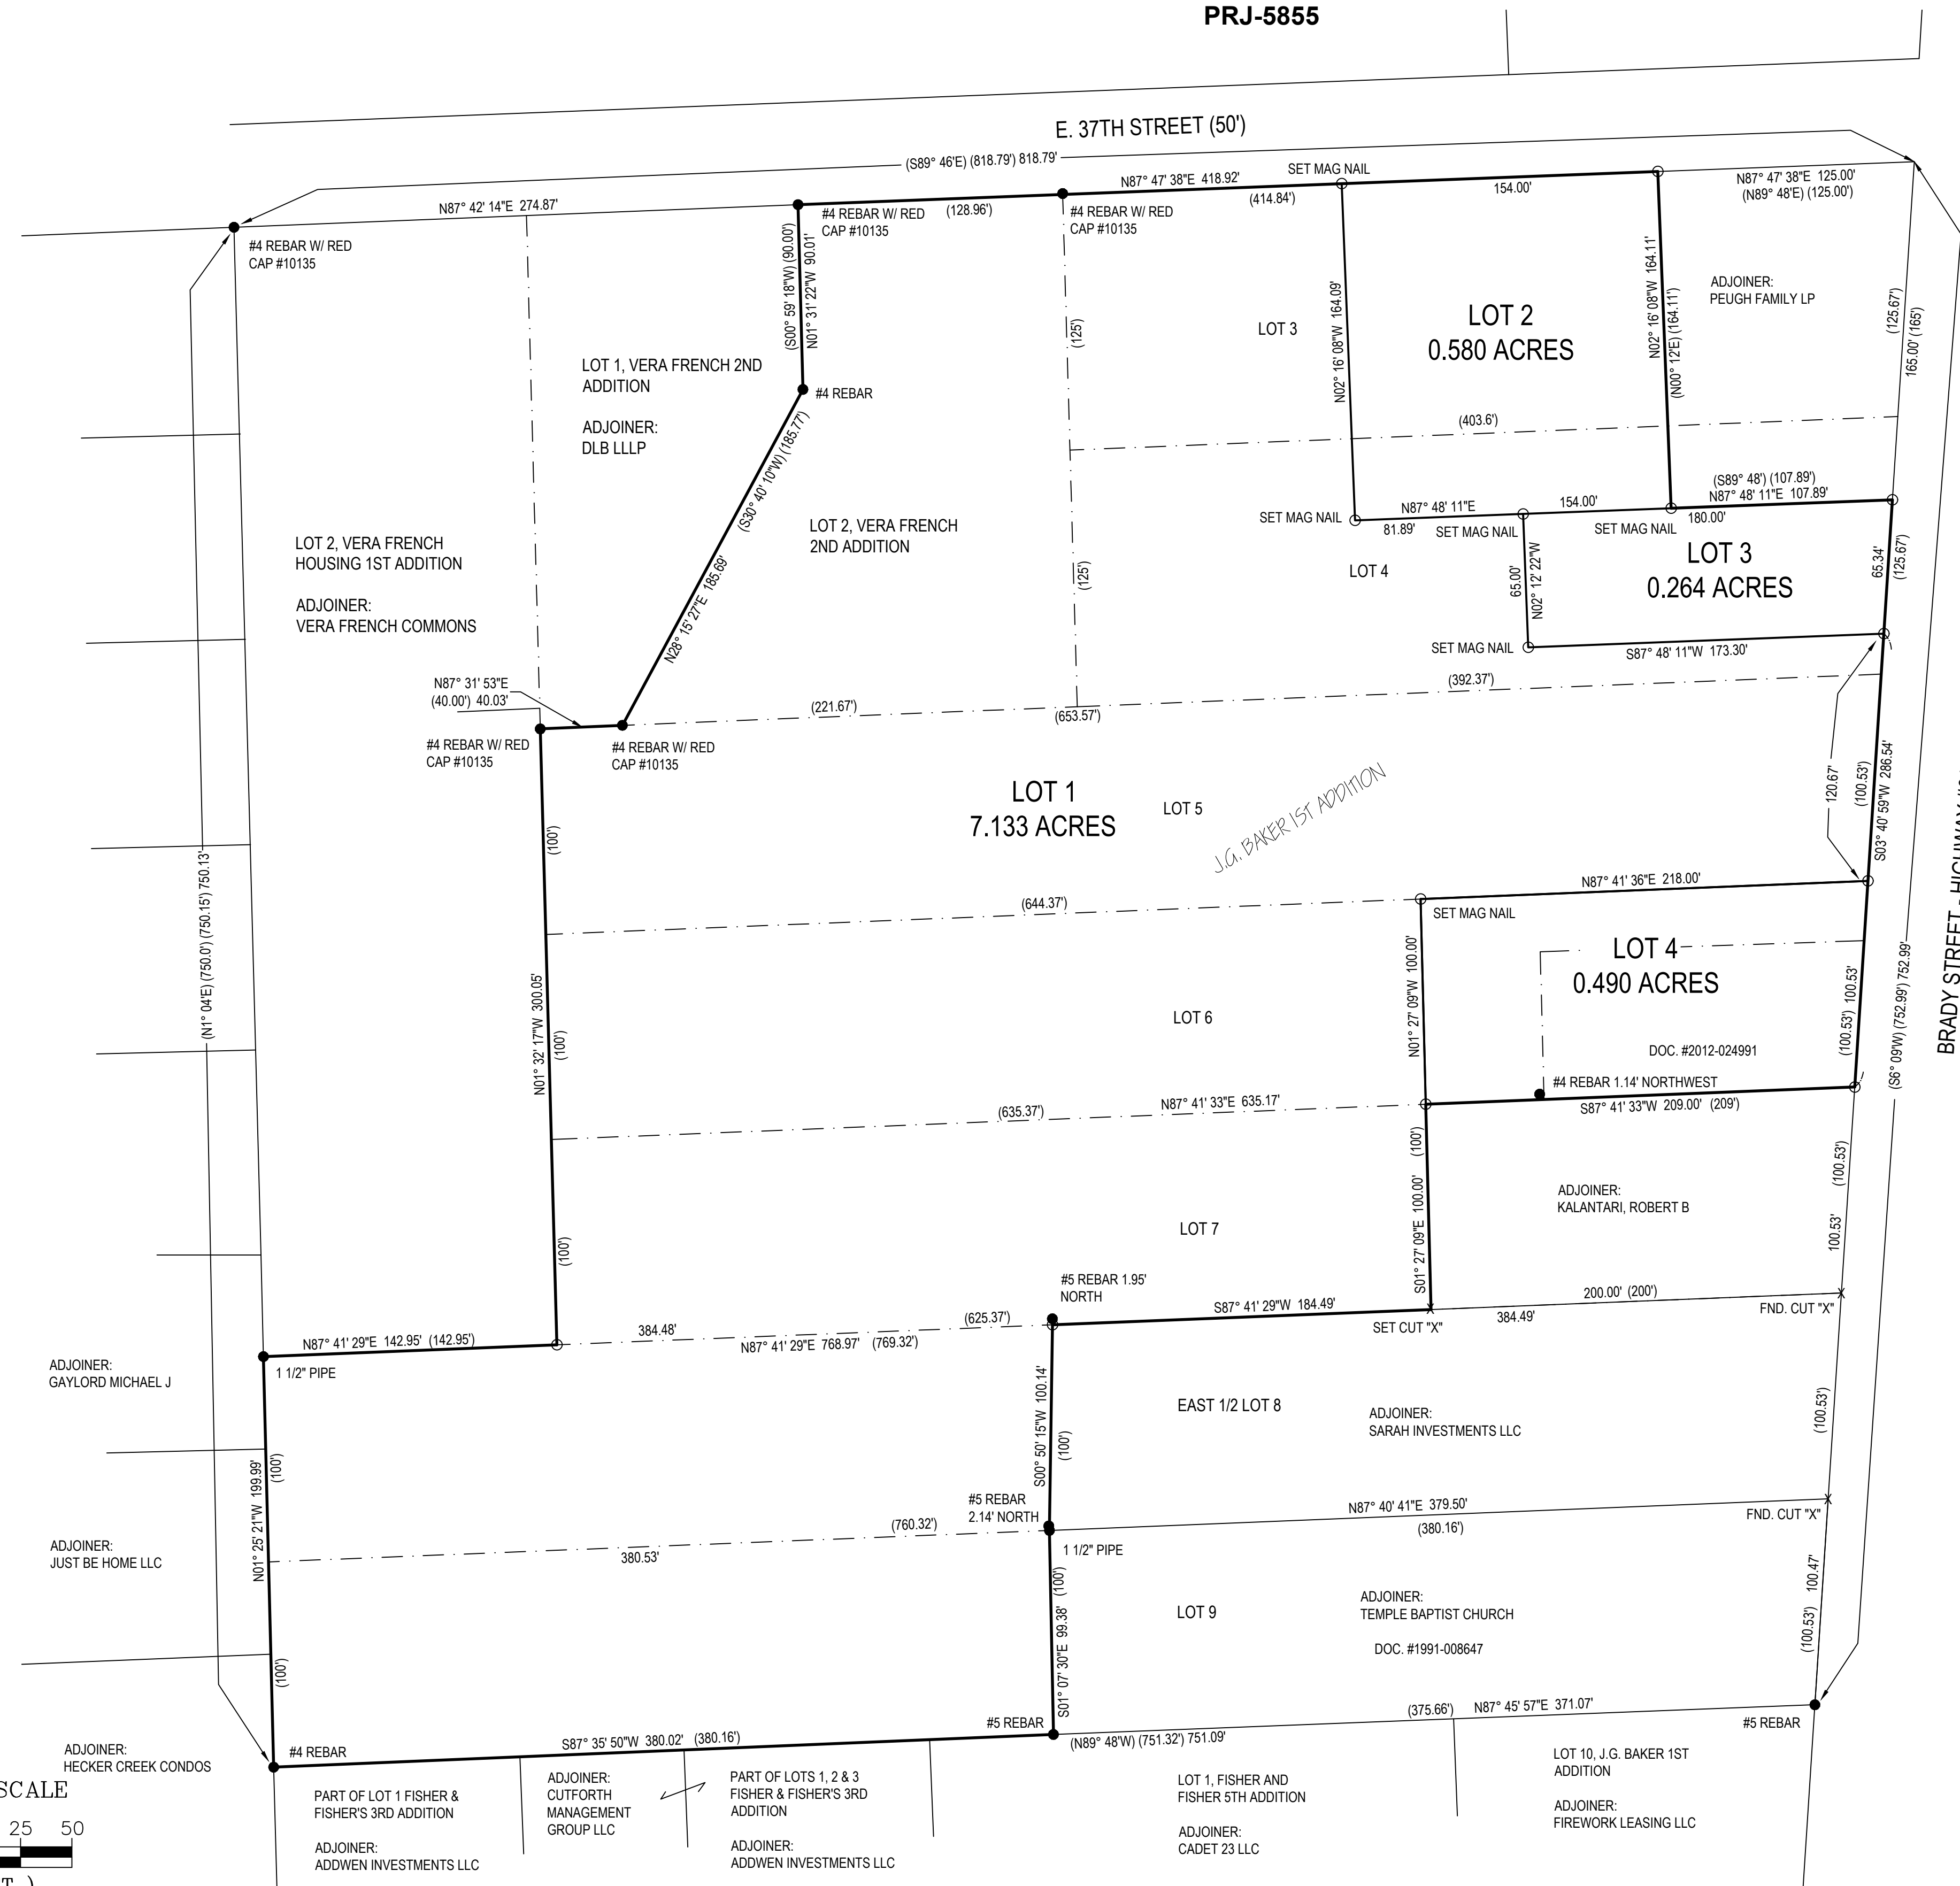 PRJ-5855
E. 37TH STREET (50')
(S89° 46'E) (818.79') 818.79'
N87° 42' 14"E 274.87'
#4 REBAR W/ RED
CAP #10135
#4 REBAR W/ RED
CAP #10135
(128.96')
N87° 47' 38"E 418.92'
#4 REBAR W/ RED
CAP #10135
(414.84')
SET MAG NAIL
154.00'
N87° 47' 38"E 125.00'
(N89° 48'E) (125.00')
(S00° 59' 18"W) (90.00')
N01° 31' 22"W 90.01'
#4 REBAR
LOT 1, VERA FRENCH 2ND
ADDITION
ADJOINER:
DLB LLLP
(125')
LOT 3
N02° 16' 08"W 164.09'
LOT 2
0.580 ACRES
N02° 16' 08"W 164.11'
(N00° 12'E) (164.11')
ADJOINER:
PEUGH FAMILY LP
(125.67')
165.00' (165')
(403.6')
(S30° 40' 10"W) (185.77')
N28° 15' 27"E 185.69'
LOT 2, VERA FRENCH
2ND ADDITION
LOT 2, VERA FRENCH
HOUSING 1ST ADDITION
ADJOINER:
VERA FRENCH COMMONS
(125')
SET MAG NAIL
N87° 48' 11"E
81.89'
154.00'
SET MAG NAIL
SET MAG NAIL
(S89° 48') (107.89')
N87° 48' 11"E 107.89'
180.00'
LOT 4
65.00'
N02° 12' 22"W
LOT 3
0.264 ACRES
65.34'
(125.67')
SET MAG NAIL
S87° 48' 11"W 173.30'
N87° 31' 53"E
(40.00') 40.03'
(221.67')
(653.57')
(392.37')
#4 REBAR W/ RED
CAP #10135
#4 REBAR W/ RED
CAP #10135
LOT 1
7.133 ACRES
LOT 5
J.G. BAKER 1ST ADDITION
120.67'
(100.53')
S03° 40' 59"W 286.54'
(100')
(N1° 04'E) (750.0') (750.15') 750.13'
(644.37')
N87° 41' 36"E 218.00'
SET MAG NAIL
LOT 4
0.490 ACRES
DOC. #2012-024991
N01° 27' 09"W 100.00'
(100.53') 100.53'
(S6° 09'W) (752.99') 752.99'
BRADY STREET - HIGHWAY
N01° 32' 17"W 300.05'
(100')
LOT 6
#4 REBAR 1.14' NORTHWEST
S87° 41' 33"W 209.00' (209')
(635.37')
N87° 41' 33"E 635.17'
(100')
(100')
S01° 27' 09"E 100.00'
LOT 7
ADJOINER:
KALANTARI, ROBERT B
(100.53')
100.53'
#5 REBAR 1.95'
NORTH
(625.37')
S87° 41' 29"W 184.49'
SET CUT "X"
200.00' (200')
384.49'
FND. CUT "X"
N87° 41' 29"E 142.95' (142.95')
384.48'
N87° 41' 29"E 768.97' (769.32')
1 1/2" PIPE
ADJOINER:
GAYLORD MICHAEL J
S00° 50' 15"W 100.14'
(100')
EAST 1/2 LOT 8
ADJOINER:
SARAH INVESTMENTS LLC
(100.53')
(100')
N01° 25' 21"W 199.99'
#5 REBAR
2.14' NORTH
N87° 40' 41"E 379.50'
(380.16')
FND. CUT "X"
(760.32')
380.53'
1 1/2" PIPE
ADJOINER:
JUST BE HOME LLC
S01° 07' 30"E 99.38' (100')
LOT 9
ADJOINER:
TEMPLE BAPTIST CHURCH
DOC. #1991-008647
100.47'
(100.53')
(100')
#5 REBAR
(375.66')
N87° 45' 57"E 371.07'
(N89° 48'W) (751.32') 751.09'
#5 REBAR
ADJOINER:
HECKER CREEK CONDOS
#4 REBAR
S87° 35' 50"W 380.02' (380.16')
PART OF LOT 1 FISHER &
FISHER'S 3RD ADDITION
ADJOINER:
ADDWEN INVESTMENTS LLC
ADJOINER:
CUTFORTH
MANAGEMENT
GROUP LLC
PART OF LOTS 1, 2 & 3
FISHER & FISHER'S 3RD
ADDITION
ADJOINER:
ADDWEN INVESTMENTS LLC
LOT 1, FISHER AND
FISHER 5TH ADDITION
ADJOINER:
CADET 23 LLC
LOT 10, J.G. BAKER 1ST
ADDITION
ADJOINER:
FIREWORK LEASING LLC
SCALE
25 50